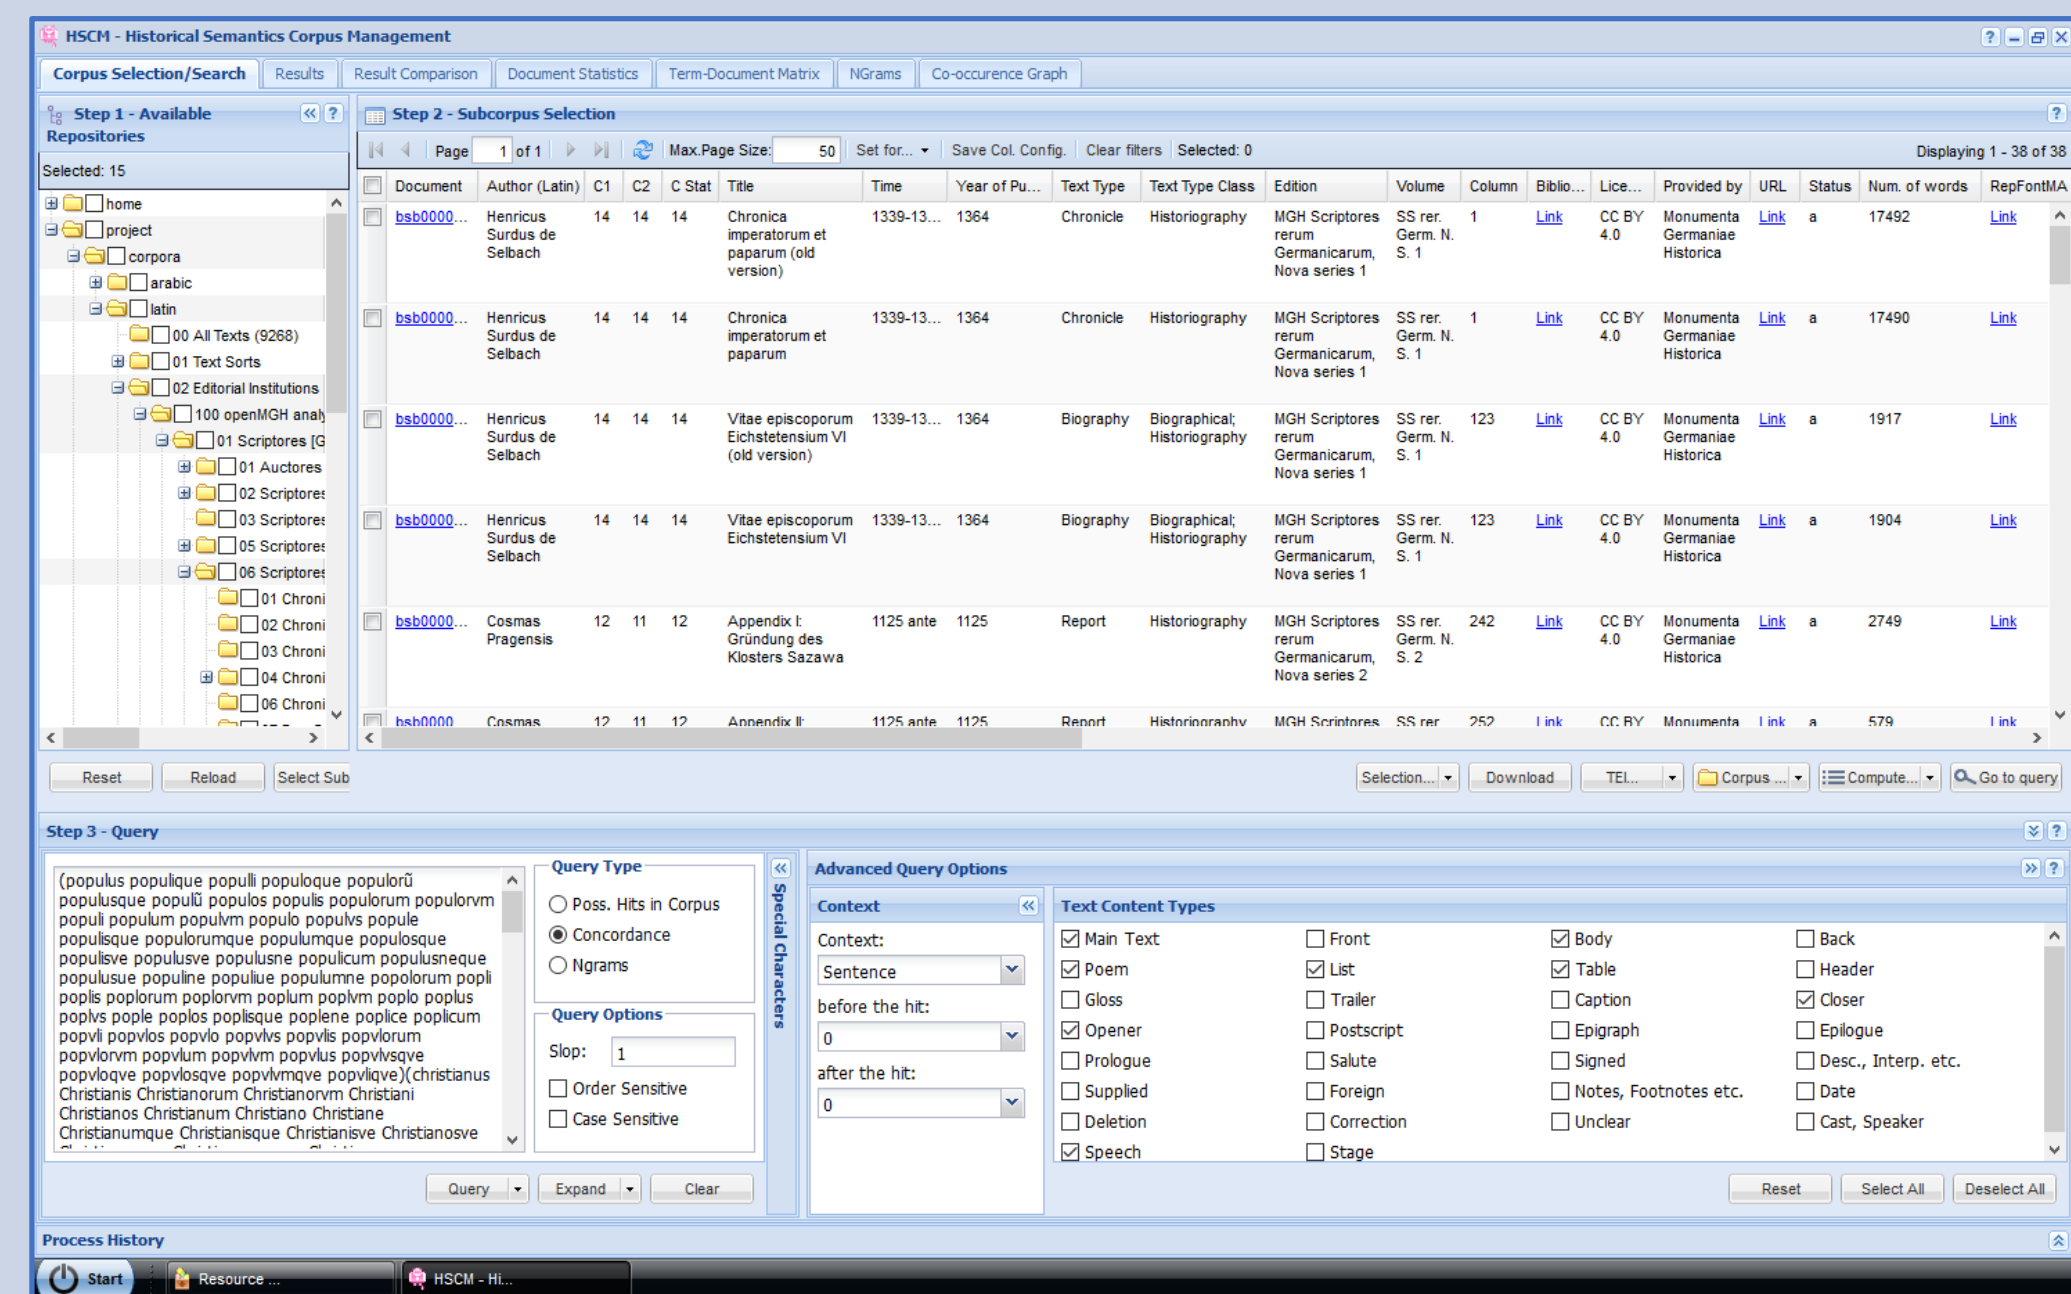 HSCM - Historical Semantics Corpus Management
Corpus Selection/Search Results Result Comparison Document Statistics Term-Document Matrix NGrams Co-occurence Graph
Step 1 - Available
Repositories
Selected: 15
home
project
corpora
arabic
latin
00 All Texts (9268)
01 Text Sorts
02 Editorial Institutions
100 openMGH analy
01 Scriptores [G
01 Auctores
02 Scriptores
03 Scriptores
05 Scriptores
06 Scriptores
01 Chroni
02 Chroni
03 Chroni
04 Chroni
06 Chroni
Reset Reload Select Sub
Step 2 - Subcorpus Selection
Page 1 of 1 Max.Page Size: 50 Set for... Save Col. Config. Clear filters Selected: 0 Displaying 1 - 38 of 38
Document Author (Latin) C1 C2 C Stat Title Time Year of Pu... Text Type Text Type Class Edition Volume Column Biblio... Lice... Provided by URL Status Num. of words RepFontMA
bsb0000... Henricus 14 14 14 Chronica 1339-13... 1364 Chronicle Historiography MGH Scriptores SS rer. 1 Link CC BY Monumenta Link a 17492 Link
Surdus de imperatorum et rerum Germ. N. 4.0 Germaniae
Selbach paparum (old Germanicarum, S. 1 Historica
version) Nova series 1
bsb0000... Henricus 14 14 14 Chronica 1339-13... 1364 Chronicle Historiography MGH Scriptores SS rer. 1 Link CC BY Monumenta Link a 17490 Link
Surdus de imperatorum et rerum Germ. N. 4.0 Germaniae
Selbach paparum Germanicarum, S. 1 Historica
Nova series 1
bsb0000... Henricus 14 14 14 Vitae episcoporum 1339-13... 1364 Biography Biographical; MGH Scriptores SS rer. 123 Link CC BY Monumenta Link a 1917 Link
Surdus de Eichstetensium VI Historiography rerum Germ. N. 4.0 Germaniae
Selbach (old version) Germanicarum, S. 1 Historica
Nova series 1
bsb0000... Henricus 14 14 14 Vitae episcoporum 1339-13... 1364 Biography Biographical; MGH Scriptores SS rer. 123 Link CC BY Monumenta Link a 1904 Link
Surdus de Eichstetensium VI Historiography rerum Germ. N. 4.0 Germaniae
Selbach Germanicarum, S. 1 Historica
Nova series 1
bsb0000... Cosmas 12 11 12 Appendix I: 1125 ante 1125 Report Historiography MGH Scriptores SS rer. 242 Link CC BY Monumenta Link a 2749 Link
Pragensis Gründung des rerum Germ. N. 4.0 Germaniae
Klosters Sazawa Germanicarum, S. 2 Historica
Nova series 2
bsb0000 Cosmas 12 11 12 Appendix II: 1125 ante 1125 Report Historiography MGH Scriptores SS rer 252 Link CC BY Monumenta Link a 579 Link
Selection... Download TEI... Corpus ... Compute... Go to query
Step 3 - Query
(populus populique populi populoque populorũ
populusque populũ populos populis populorum populorvm
populi populum populvm populo populvs popule
populisque populorumque populumque populosque
populisve populusve populusne populicum populusneque
populusue populine populiue populumne popolorum popli
poplis poplorum poplorvm poplum poplvm poplo poplus
poplvs pople poplos poplisque poplene poplice poplicum
popvli popvlos popvlo popvlvs popvlis popvlorum
popvlorvm popvlum popvlvm popvlus popvlvsqve
popvloqve popvlosqve popvlvmqve popvliqve)(christianus
Christianis Christianorum Christianorvm Christiani
Christianos Christianum Christiano Christiane
Christianumque Christianisque Christianisve Christianosve
Query Type
Poss. Hits in Corpus
Concordance
Ngrams
Query Options
Slop: 1
Order Sensitive
Case Sensitive
Query Expand Clear
Special Characters
Advanced Query Options
Context
Context:
Sentence
before the hit:
0
after the hit:
0
Text Content Types
Main Text Front Body Back
Poem List Table Header
Gloss Trailer Caption Closer
Opener Postscript Epigraph Epilogue
Prologue Salute Signed Desc., Interp. etc.
Supplied Foreign Notes, Footnotes etc. Date
Deletion Correction Unclear Cast, Speaker
Speech Stage
Reset Select All Deselect All
Process History
Start Resource ... HSCM - Hi...